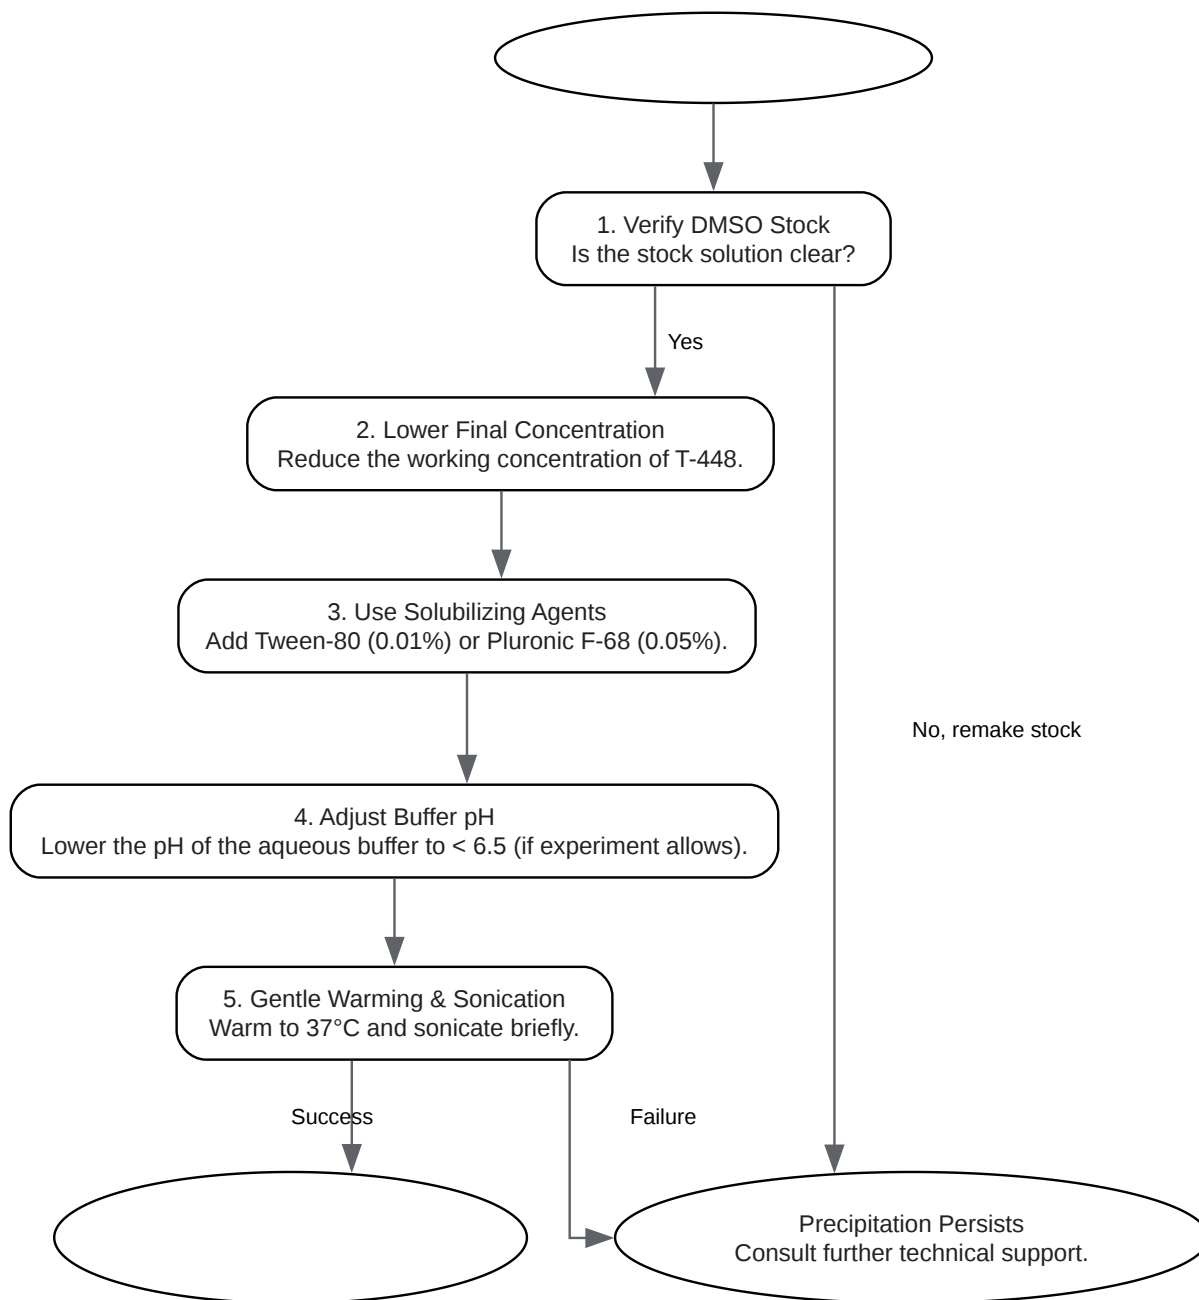 1. Verify DMSO Stock
Is the stock solution clear?
Yes
2. Lower Final Concentration
Reduce the working concentration of T-448.
3. Use Solubilizing Agents
Add Tween-80 (0.01%) or Pluronic F-68 (0.05%).
No, remake stock
4. Adjust Buffer pH
Lower the pH of the aqueous buffer to < 6.5 (if experiment allows).
5. Gentle Warming & Sonication
Warm to 37°C and sonicate briefly.
Success
Failure
Precipitation Persists
Consult further technical support.